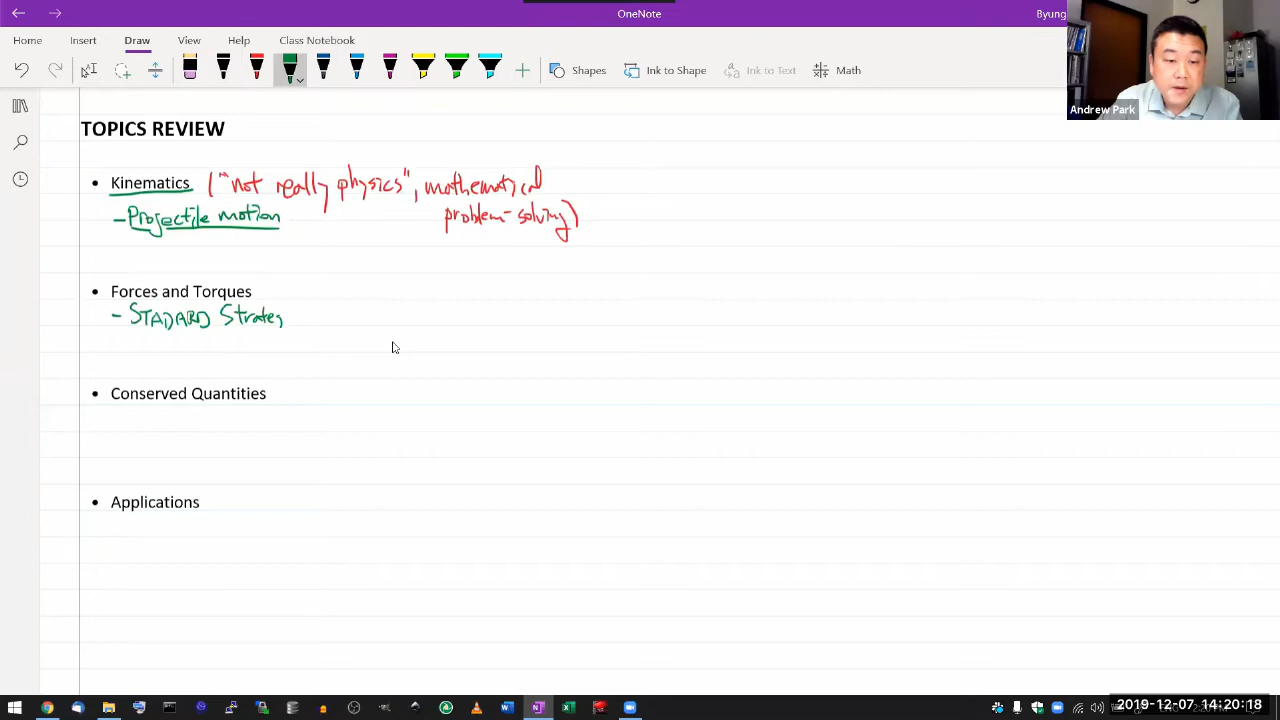 OneNote
Byung
Home Insert Draw View Help Class Notebook
Shapes Ink to Shape Ink to Text Math
Andrew Park
TOPICS REVIEW
• Kinematics ("not really physics", mathematical
- Projectile motion problem-solving)
• Forces and Torques
- STADARD Strateg
• Conserved Quantities
• Applications
2019-12-07 14:20:18